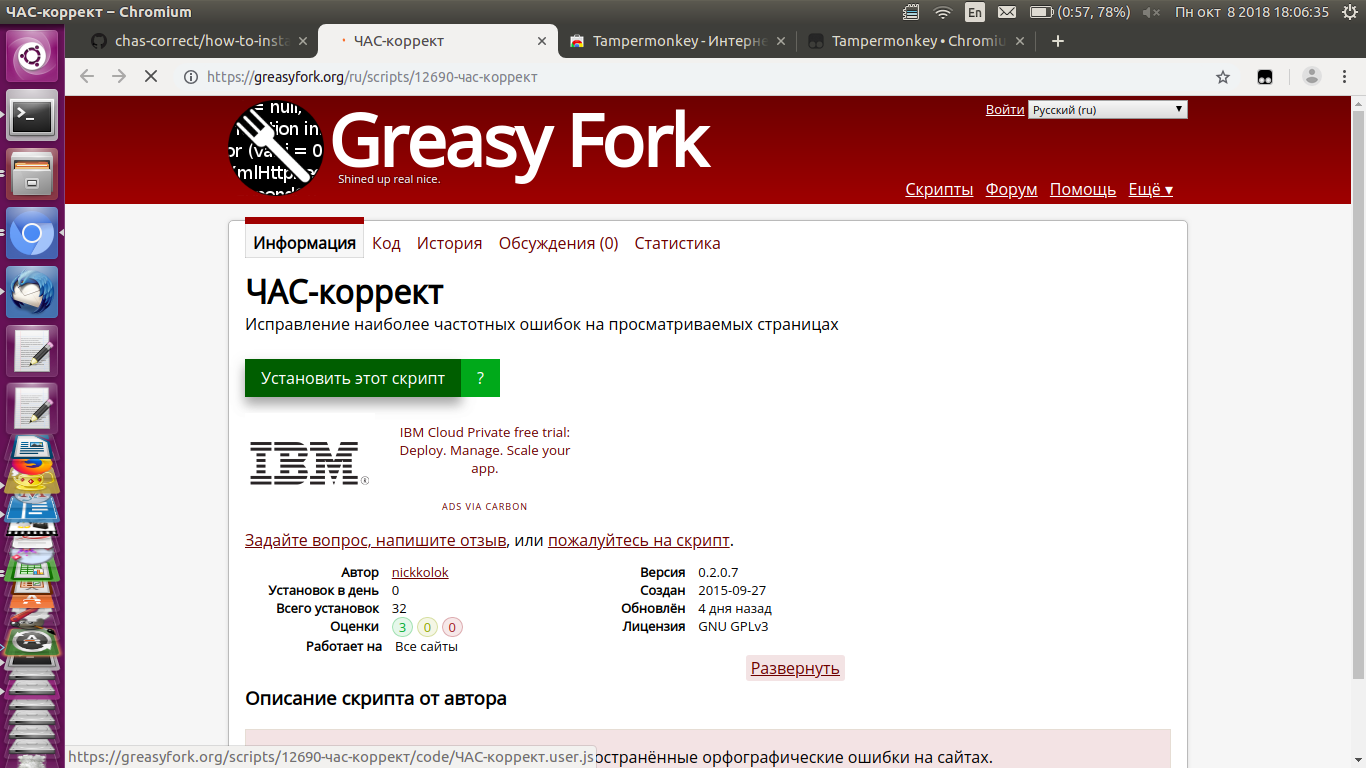 ЧАС-коррект – Chromium
En
(0:57, 78%)
Пн окт 8 2018 18:06:35
chas-correct/how-to-insta
ЧАС-коррект
Tampermonkey - Интерне
Tampermonkey • Chromiu
https://greasyfork.org/ru/scripts/12690-час-коррект
= null,
or (va
= 0
Greasy Fork
Shined up real nice.
Войти
Русский (ru)
Скрипты
Форум
Помощь
Ещё ▾
Информация
Код
История
Обсуждения (0)
Статистика
ЧАС-коррект
Исправление наиболее частотных ошибок на просматриваемых страницах
Установить этот скрипт
?
IBM
IBM Cloud Private free trial:
Deploy. Manage. Scale your
app.
ADS VIA CARBON
Задайте вопрос, напишите отзыв, или пожалуйтесь на скрипт.
Автор nickkolok
Установок в день 0
Всего установок 32
Оценки 3 0 0
Работает на Все сайты
Версия 0.2.0.7
Создан 2015-09-27
Обновлён 4 дня назад
Лицензия GNU GPLv3
Развернуть
Описание скрипта от автора
остранённые орфографические ошибки на сайтах.
https://greasyfork.org/scripts/12690-час-коррект/code/ЧАС-коррект.user.js